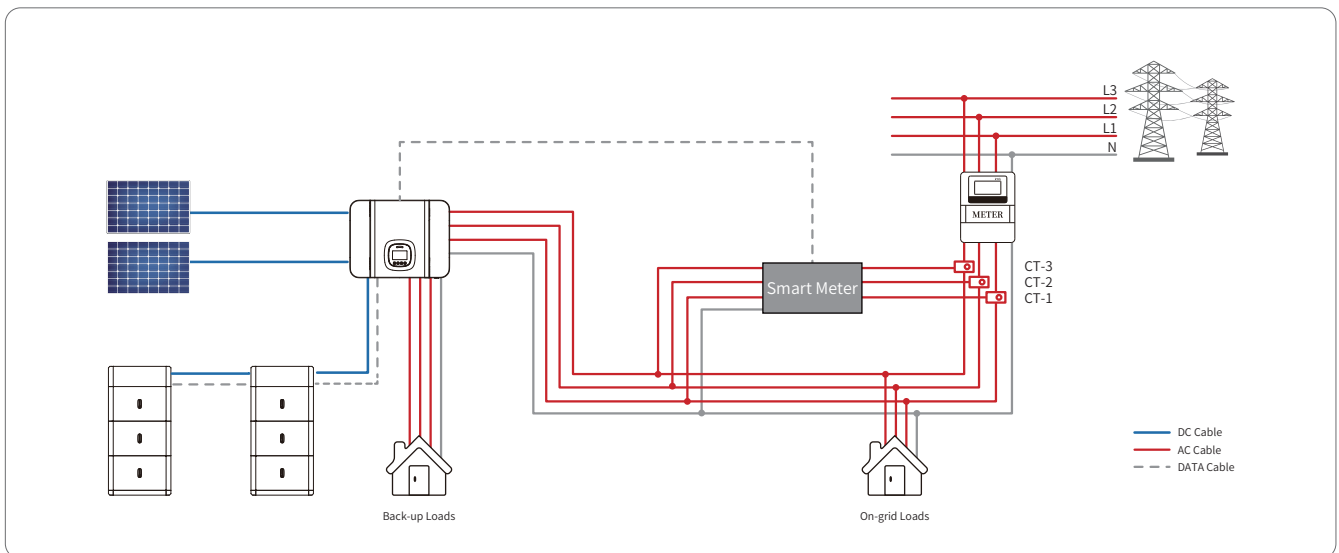 L3
L2
L1
N
METER
CT-3
CT-2
CT-1
Smart Meter
DC Cable
AC Cable
DATA Cable
Back-up Loads
On-grid Loads